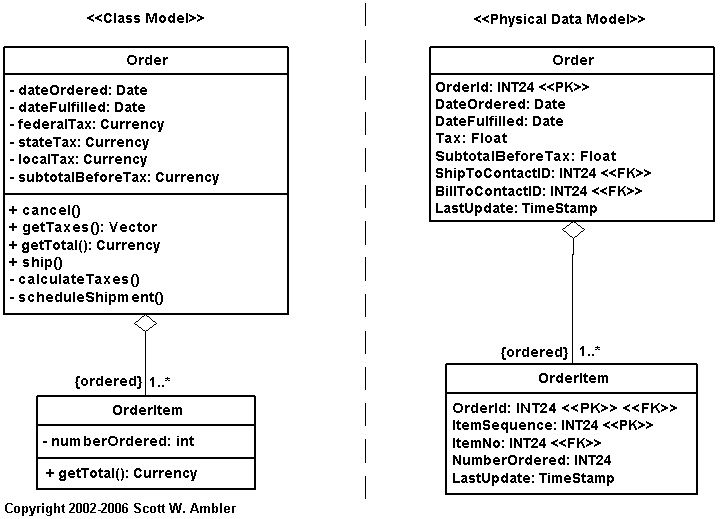 <<Class Model>>
Order
- dateOrdered: Date
- dateFulfilled: Date
- federalTax: Currency
- stateTax: Currency
- localTax: Currency
- subtotalBeforeTax: Currency
+ cancel()
+ getTaxes(): Vector
+ getTotal(): Currency
+ ship()
- calculateTaxes()
- scheduleShipment()
{ordered} 1..*
OrderItem
- numberOrdered: int
+ getTotal(): Currency
<<Physical Data Model>>
Order
OrderId: INT24 <<PK>>
DateOrdered: Date
DateFulfilled: Date
Tax: Float
SubtotalBeforeTax: Float
ShipToContactID: INT24 <<FK>>
BillToContactID: INT24 <<FK>>
LastUpdate: TimeStamp
{ordered} 1..*
OrderItem
OrderId: INT24 <<PK>> <<FK>>
ItemSequence: INT24 <<PK>>
ItemNo: INT24 <<FK>>
NumberOrdered: INT24
LastUpdate: TimeStamp
Copyright 2002-2006 Scott W. Ambler